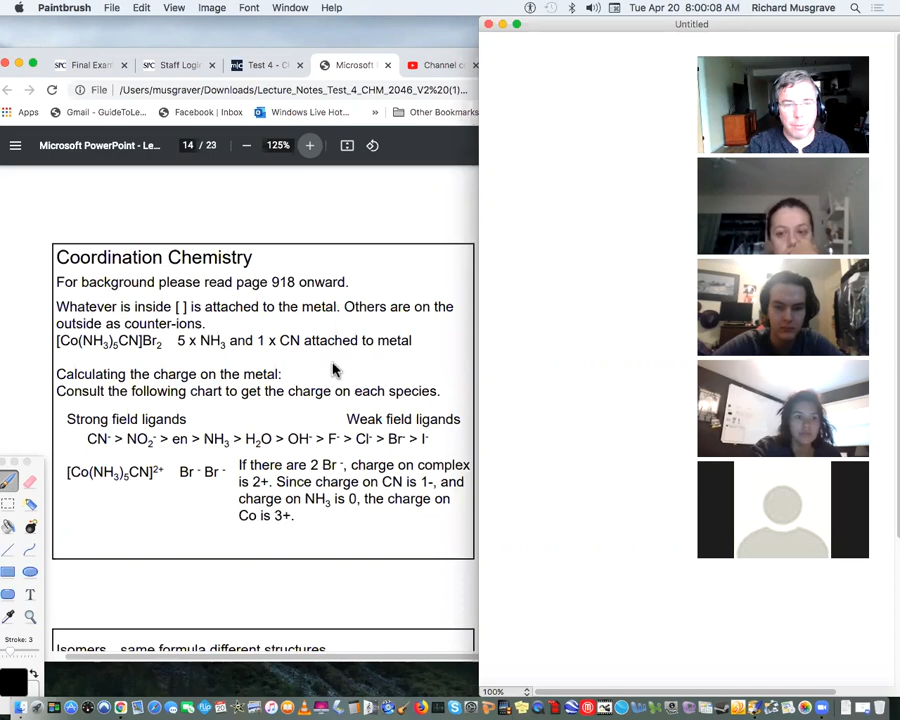 Paintbrush File Edit View Image Font Window Help Tue Apr 20 8:00:08 AM Richard Musgrave
Untitled
Final Exam SPC Staff Login Test 4 - C Microsoft Channel c
File /Users/musgraver/Downloads/Lecture_Notes_Test_4_CHM_2046_V2%20(1)...
Apps Gmail - GuideToLe... Facebook | Inbox Windows Live Hot... » Other Bookmarks
Microsoft PowerPoint - Le... 14 / 23 − 125% +
Coordination Chemistry
For background please read page 918 onward.
Whatever is inside [ ] is attached to the metal. Others are on the
outside as counter-ions.
[Co(NH₃)₅CN]Br₂ 5 x NH₃ and 1 x CN attached to metal
Calculating the charge on the metal:
Consult the following chart to get the charge on each species.
Strong field ligands Weak field ligands
CN⁻ > NO₂⁻ > en > NH₃ > H₂O > OH⁻ > F⁻ > Cl⁻ > Br⁻ > I⁻
[Co(NH₃)₅CN]²⁺ Br ⁻ Br ⁻
If there are 2 Br ⁻, charge on complex
is 2+. Since charge on CN is 1-, and
charge on NH₃ is 0, the charge on
Co is 3+.
Isomers – same formula different structures
Stroke: 3
100%